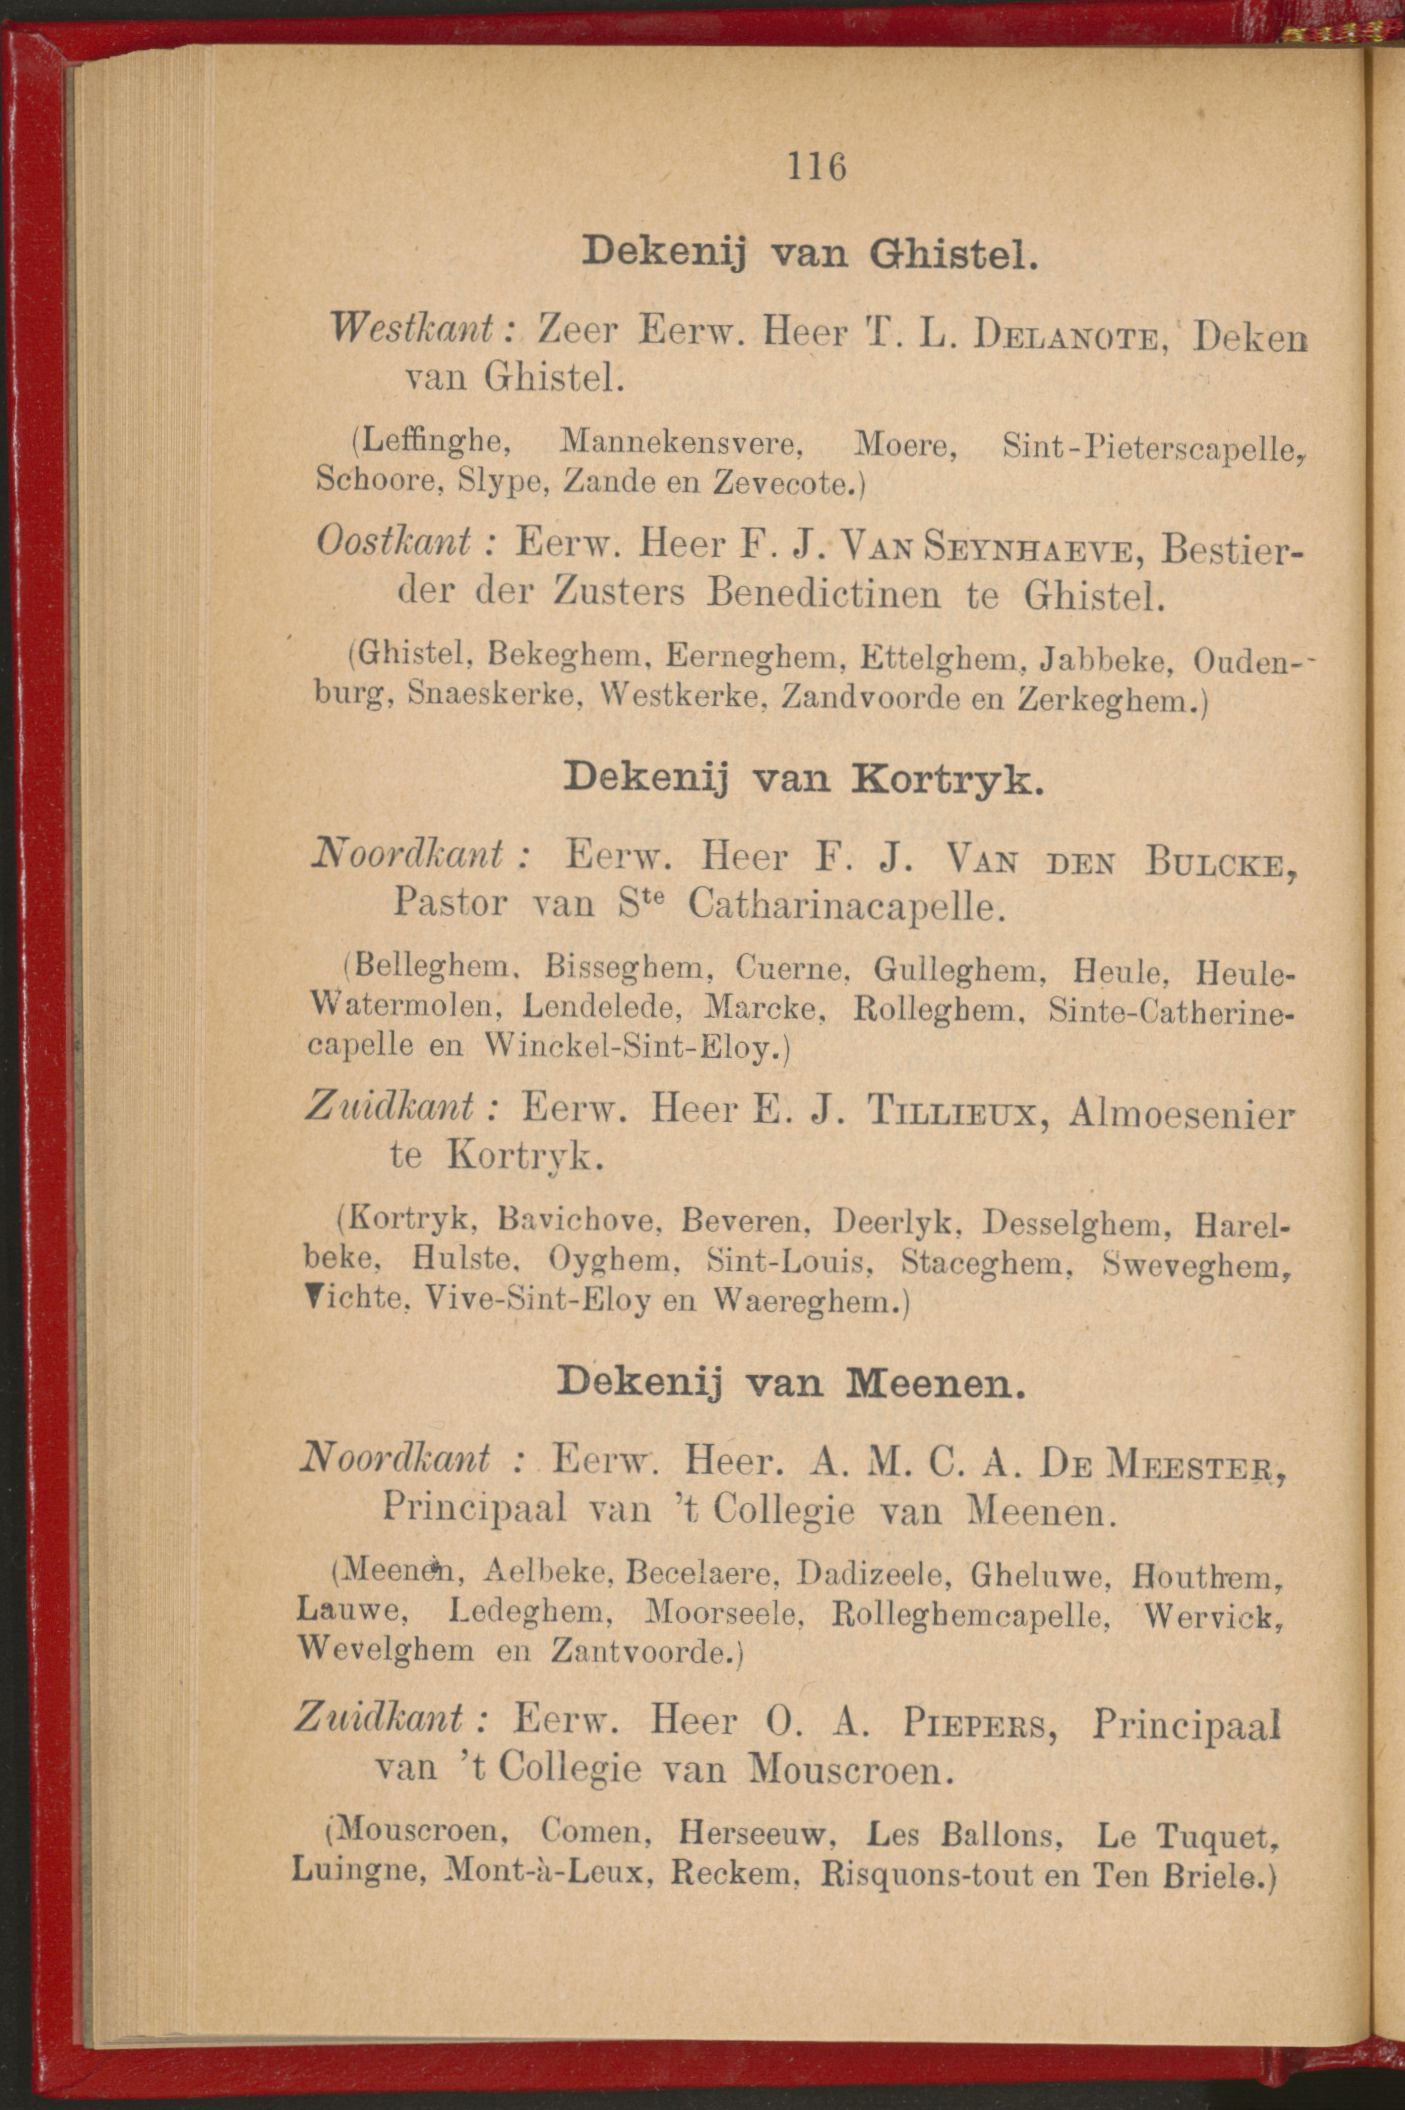 116
Dekenij van Ghistel.
Westkant : Zeer Eerw. Heer T. L. DELANOTE, Deken
van Ghistel.
(Leffinghe, Mannekensvere, Moere, Sint-Pieterscapelle,
Schoore, Slype, Zande en Zevecote.)
Oostkant : Eerw. Heer F. J. VAN SEYNHAEVE, Bestier-
der der Zusters Benedictinen te Ghistel.
(Ghistel, Bekeghem, Eerneghem, Ettelghem, Jabbeke, Ouden-
burg, Snaeskerke, Westkerke, Zandvoorde en Zerkeghem.)
Dekenij van Kortryk.
Noordkant : Eerw. Heer F. J. VAN DEN BULCKE,
Pastor van Ste Catharinacapelle.
(Belleghem, Bisseghem, Cuerne, Gulleghem, Heule, Heule-
Watermolen, Lendelede, Marcke, Rolleghem, Sinte-Catherine-
capelle en Winckel-Sint-Eloy.)
Zuidkant : Eerw. Heer E. J. TILLIEUX, Almoesenier
te Kortryk.
(Kortryk, Bavichove, Beveren, Deerlyk, Desselghem, Harel-
beke, Hulste, Oyghem, Sint-Louis, Staceghem, Sweveghem,
Vichte, Vive-Sint-Eloy en Waereghem.)
Dekenij van Meenen.
Noordkant : Eerw. Heer. A. M. C. A. DE MEESTER,
Principaal van 't Collegie van Meenen.
(Meenen, Aelbeke, Becelaere, Dadizeele, Gheluwe, Houthem,
Lauwe, Ledeghem, Moorseele, Rolleghemcapelle, Wervick,
Wevelghem en Zantvoorde.)
Zuidkant : Eerw. Heer O. A. PIEPERS, Principaal
van 't Collegie van Mouscroen.
(Mouscroen, Comen, Herseeuw, Les Ballons, Le Tuquet,
Luingne, Mont-à-Leux, Reckem, Risquons-tout en Ten Briele.)